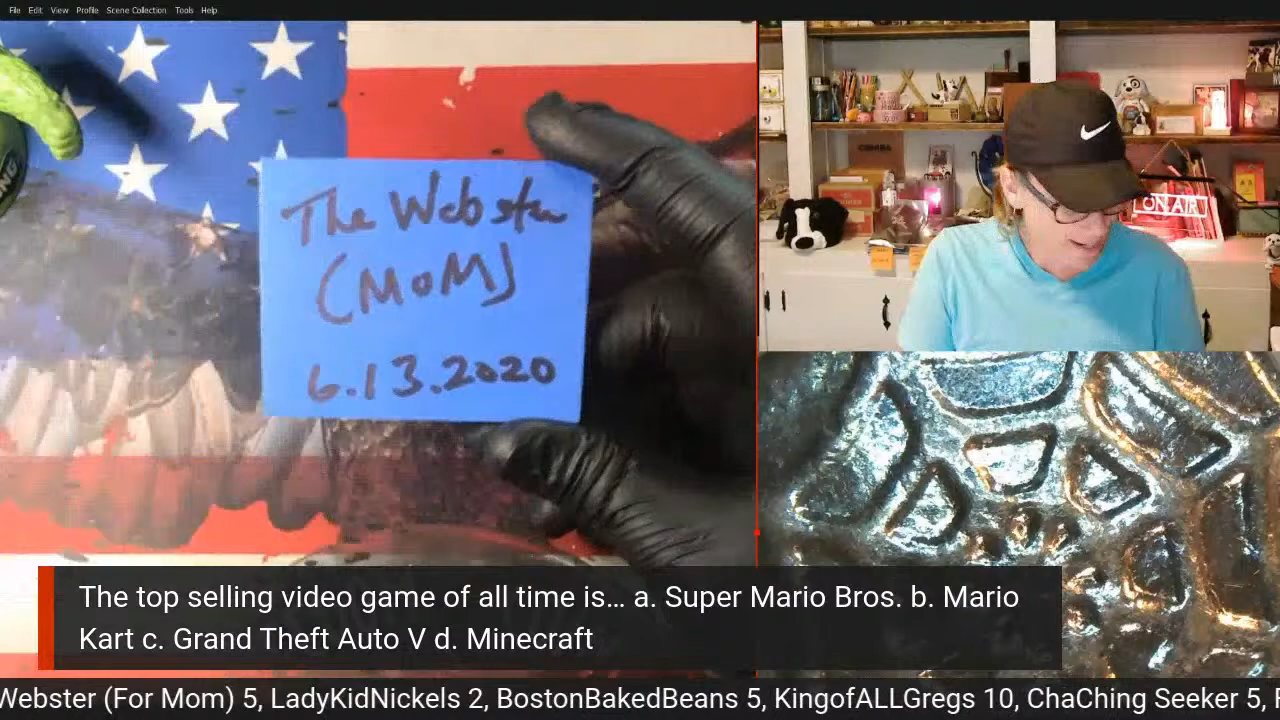 File Edit View Profile Scene Collection Tools Help
The Webster
(MOM)
6.13.2020
ON AIR
The top selling video game of all time is... a. Super Mario Bros. b. Mario
Kart c. Grand Theft Auto V d. Minecraft
Webster (For Mom) 5, LadyKidNickels 2, BostonBakedBeans 5, KingofALLGregs 10, ChaChing Seeker 5,